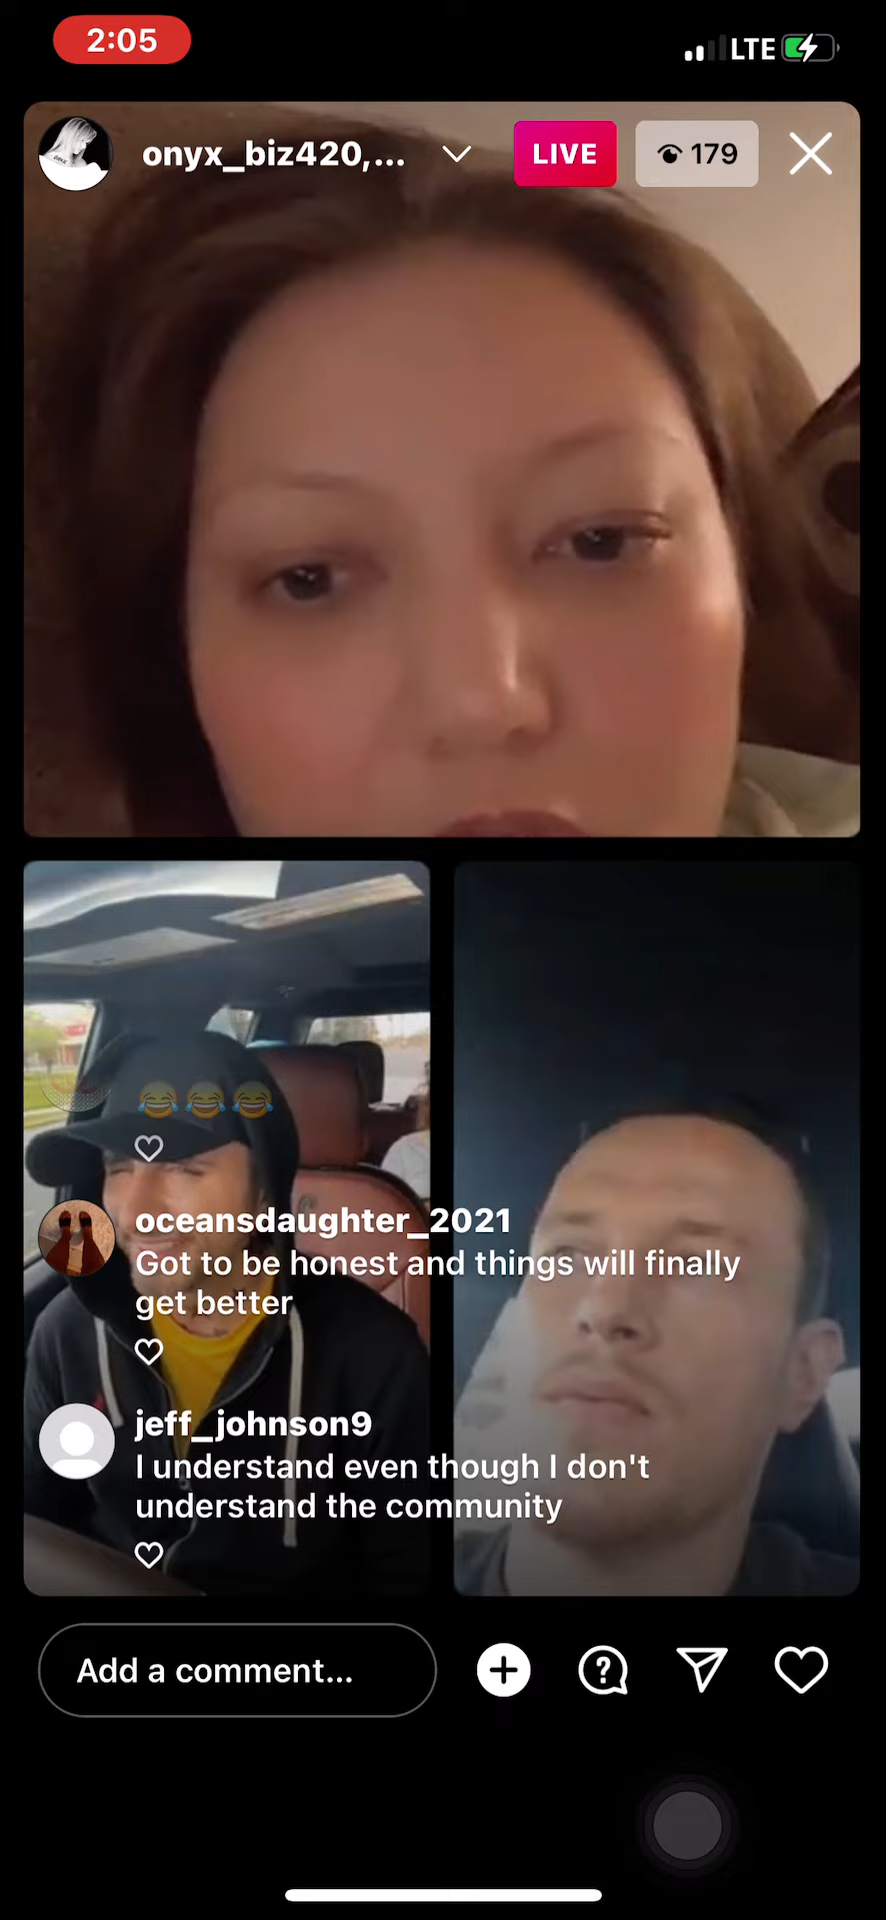 2:05
LTE
onyx_biz420,...
LIVE
179
😂😂😂
oceansdaughter_2021
Got to be honest and things will finally
get better
jeff_johnson9
I understand even though I don't
understand the community
Add a comment...